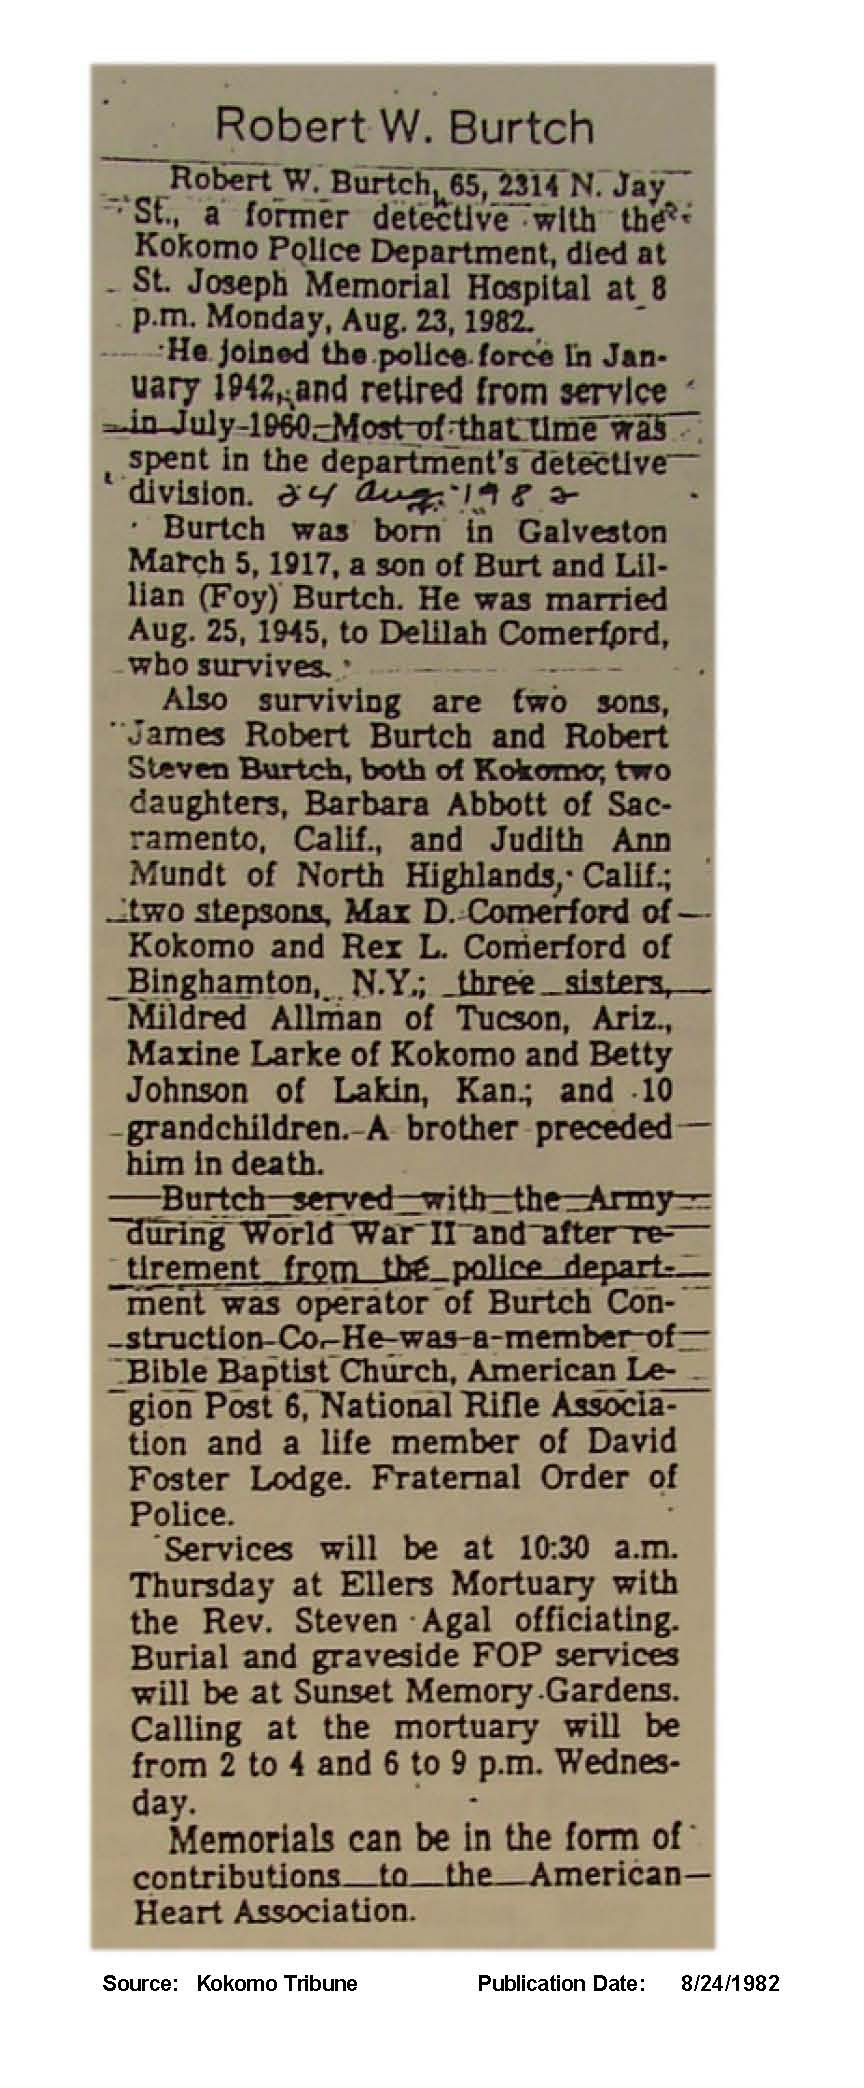 Robert W. Burtch
Robert W. Burtch, 65, 2314 N. Jay
St., a former detective with the
Kokomo Police Department, died at
St. Joseph Memorial Hospital at 8
p.m. Monday, Aug. 23, 1982.
He joined the police force in Jan-
uary 1942, and retired from service
in July 1960. Most of that time was
spent in the department's detective
division. 24 Aug. 1982
Burtch was born in Galveston
March 5, 1917, a son of Burt and Lil-
lian (Foy) Burtch. He was married
Aug. 25, 1945, to Delilah Comerford,
who survives.
Also surviving are two sons,
James Robert Burtch and Robert
Steven Burtch, both of Kokomo; two
daughters, Barbara Abbott of Sac-
ramento, Calif., and Judith Ann
Mundt of North Highlands, Calif.;
two stepsons, Max D. Comerford of
Kokomo and Rex L. Comerford of
Binghamton, N.Y.; three sisters,
Mildred Allman of Tucson, Ariz.,
Maxine Larke of Kokomo and Betty
Johnson of Lakin, Kan.; and 10
grandchildren. A brother preceded
him in death.
Burtch served with the Army
during World War II and after re-
tirement from the police depart-
ment was operator of Burtch Con-
struction Co. He was a member of
Bible Baptist Church, American Le-
gion Post 6, National Rifle Associa-
tion and a life member of David
Foster Lodge. Fraternal Order of
Police.
Services will be at 10:30 a.m.
Thursday at Ellers Mortuary with
the Rev. Steven Agal officiating.
Burial and graveside FOP services
will be at Sunset Memory Gardens.
Calling at the mortuary will be
from 2 to 4 and 6 to 9 p.m. Wednes-
day.
Memorials can be in the form of
contributions to the American
Heart Association.
Source: Kokomo Tribune Publication Date: 8/24/1982